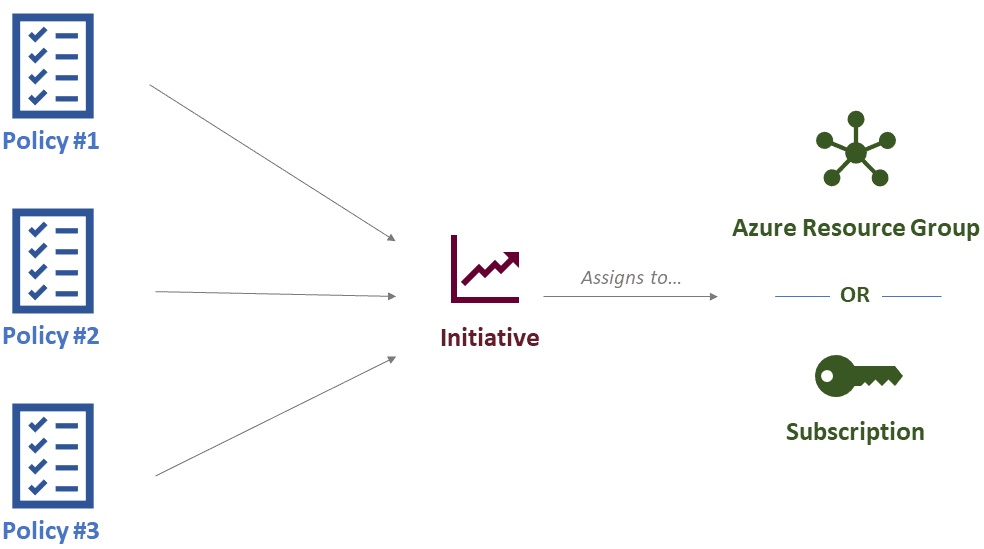 Policy #1
Policy #2
Policy #3
Initiative
Assigns to...
Azure Resource Group
OR
Subscription